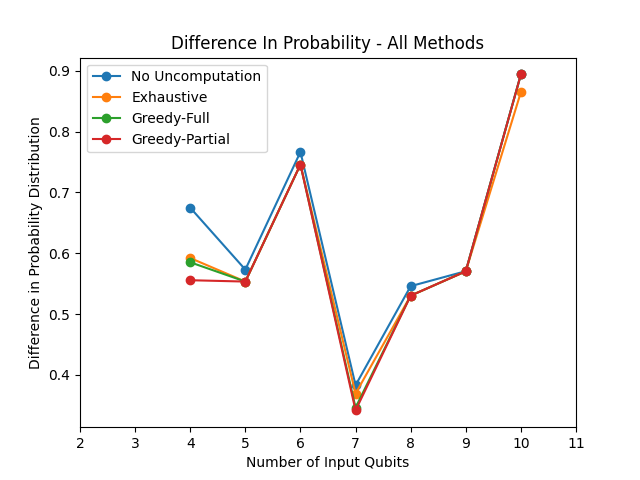 Difference In Probability - All Methods
No Uncomputation
Exhaustive
Greedy-Full
Greedy-Partial
Difference in Probability Distribution
0.9
0.8
0.7
0.6
0.5
0.4
2 3 4 5 6 7 8 9 10 11
Number of Input Qubits